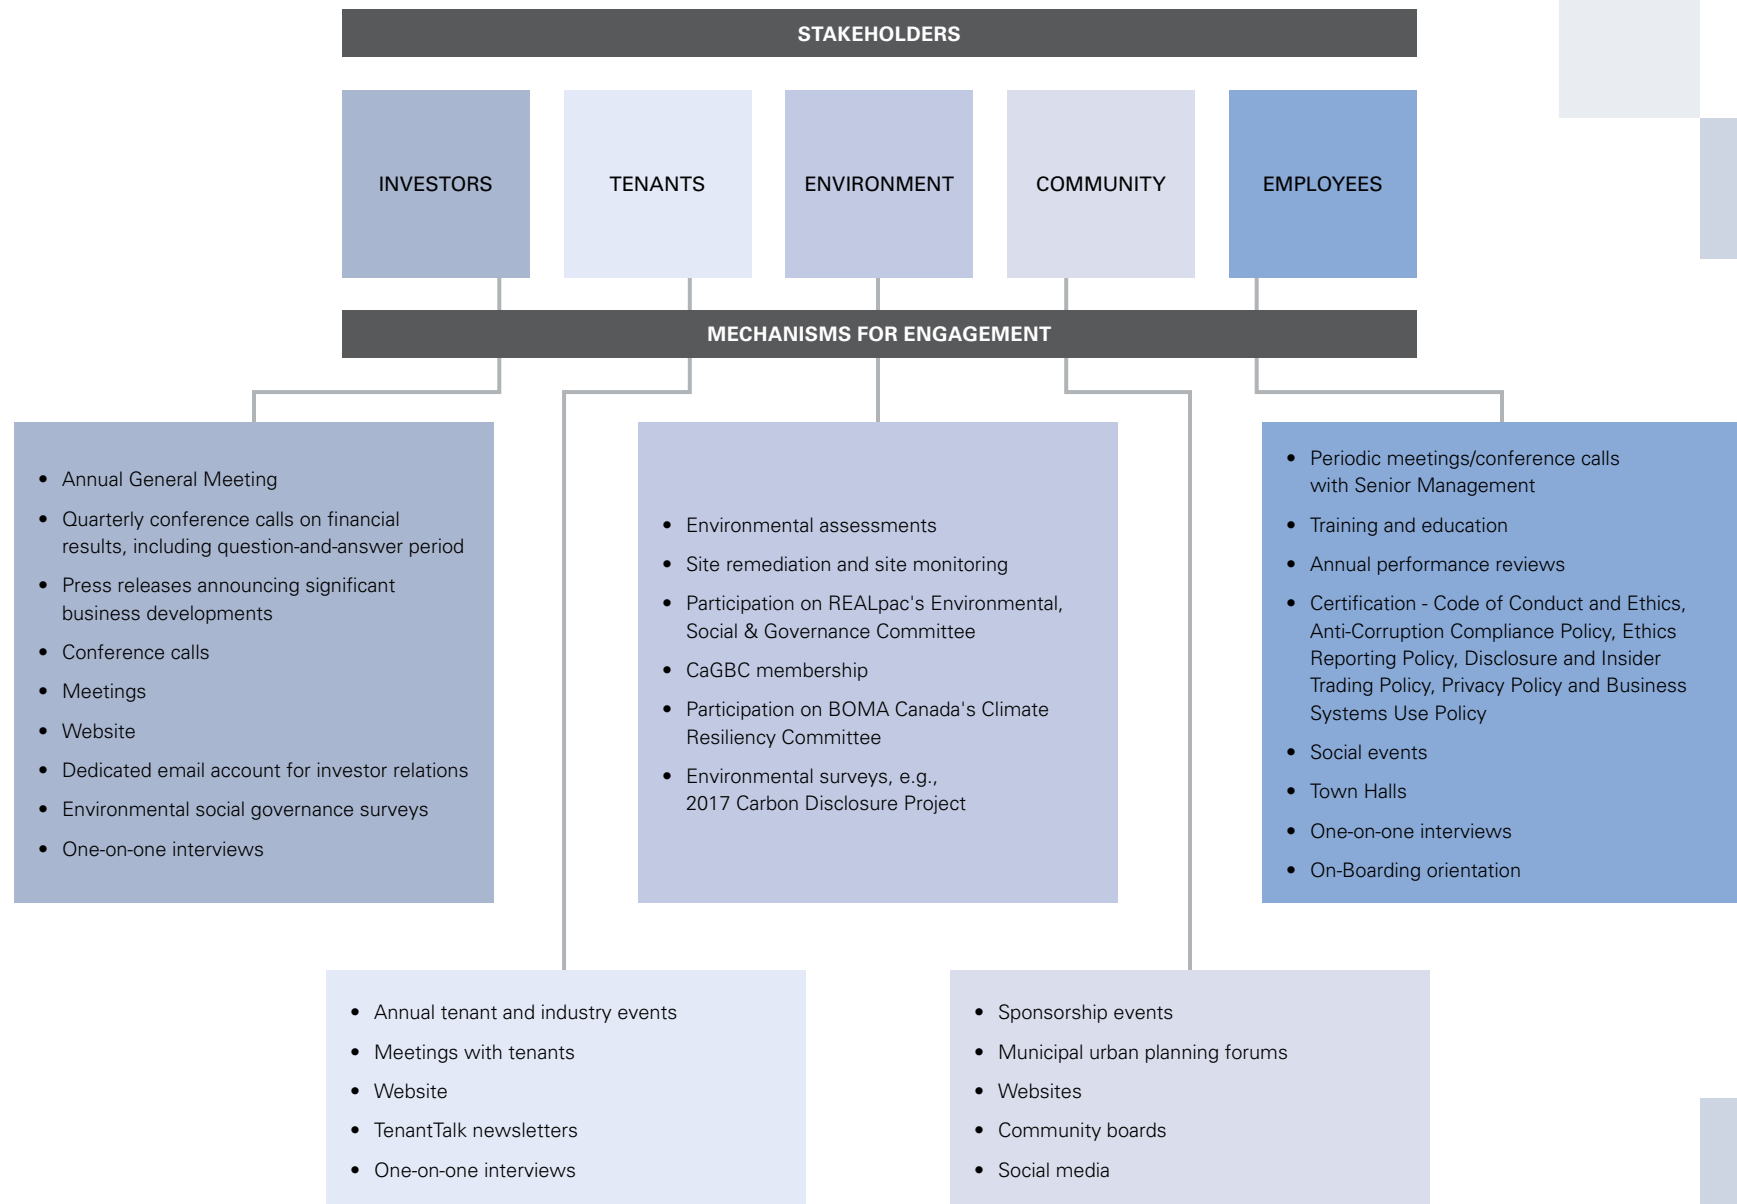 STAKEHOLDERS
INVESTORS
TENANTS
ENVIRONMENT
COMMUNITY
EMPLOYEES
MECHANISMS FOR ENGAGEMENT
• Annual General Meeting
• Quarterly conference calls on financial
results, including question-and-answer period
• Press releases announcing significant
business developments
• Conference calls
• Meetings
• Website
• Dedicated email account for investor relations
• Environmental social governance surveys
• One-on-one interviews
• Environmental assessments
• Site remediation and site monitoring
• Participation on REALpac's Environmental,
Social & Governance Committee
• CaGBC membership
• Participation on BOMA Canada's Climate
Resiliency Committee
• Environmental surveys, e.g.,
2017 Carbon Disclosure Project
• Periodic meetings/conference calls
with Senior Management
• Training and education
• Annual performance reviews
• Certification - Code of Conduct and Ethics,
Anti-Corruption Compliance Policy, Ethics
Reporting Policy, Disclosure and Insider
Trading Policy, Privacy Policy and Business
Systems Use Policy
• Social events
• Town Halls
• One-on-one interviews
• On-Boarding orientation
• Annual tenant and industry events
• Meetings with tenants
• Website
• TenantTalk newsletters
• One-on-one interviews
• Sponsorship events
• Municipal urban planning forums
• Websites
• Community boards
• Social media